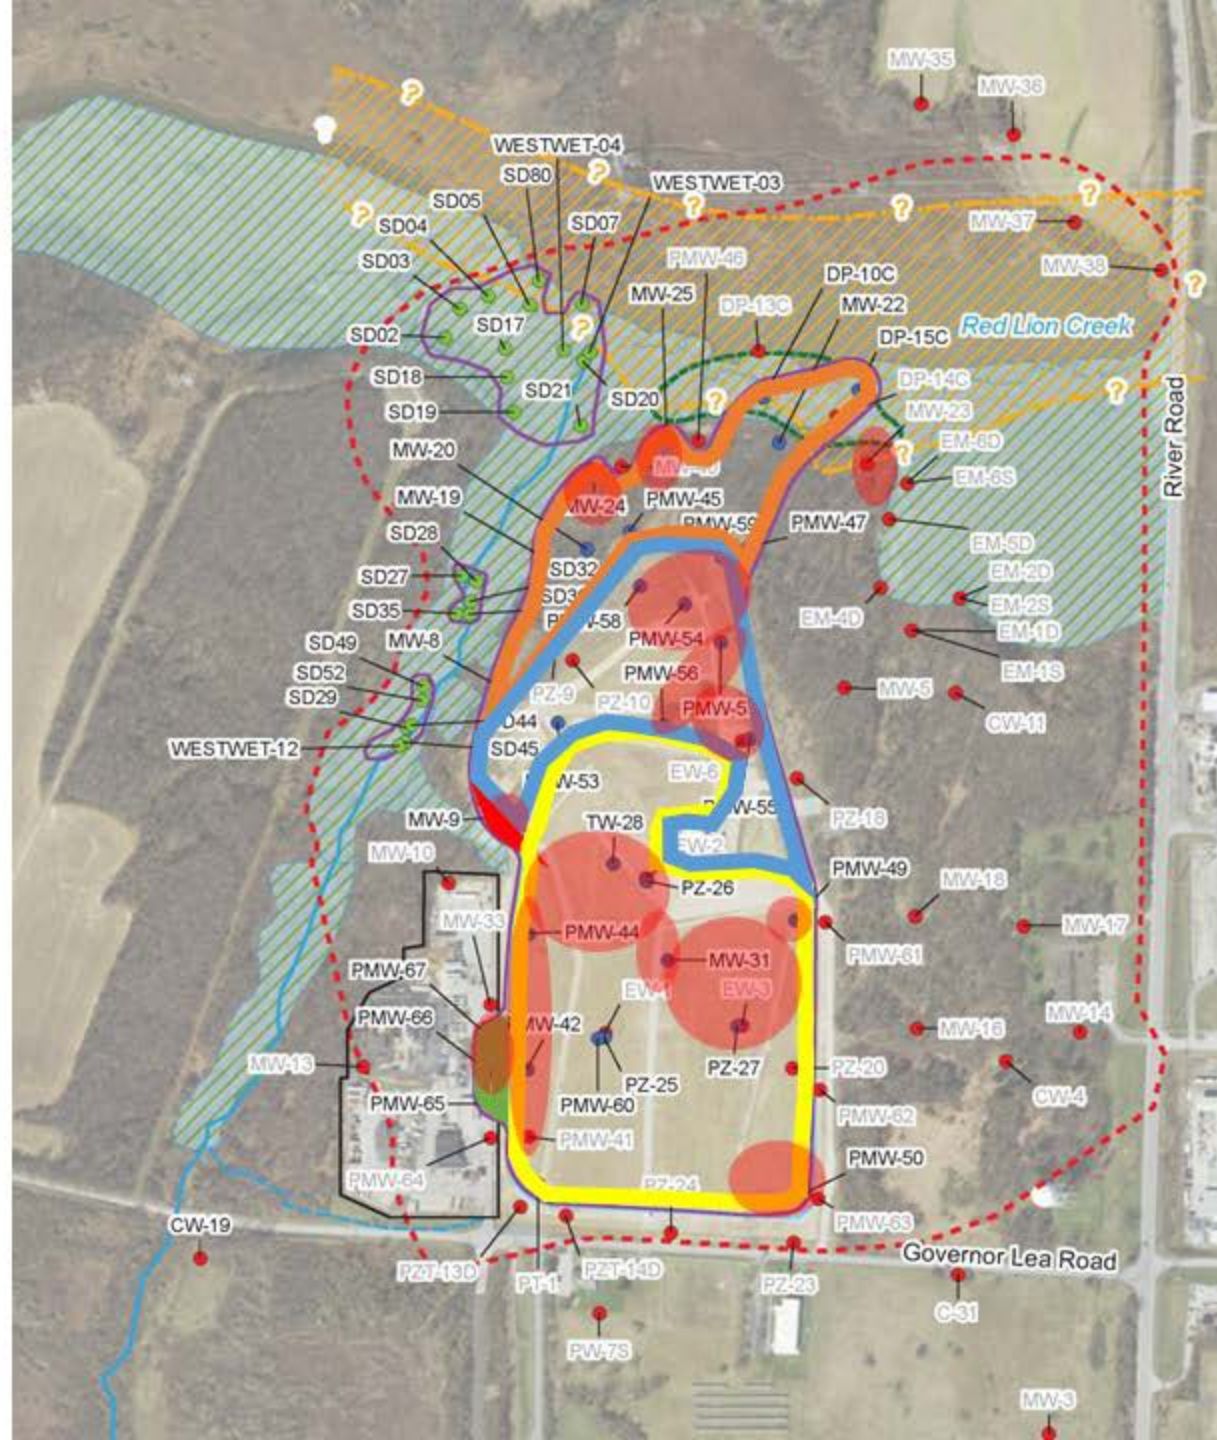 MW-35
MW-36
WESTWET-04
SD80
WESTWET-03
SD05
SD04
SD07
MW-37
SD03
PMW-46
DP-10C
MW-38
MW-25
MW-22
DP-13C
Red Lion Creek
SD02
SD17
DP-15C
SD18
DP-14C
SD21
SD20
SD19
MW-23
EM-6D
MW-20
EM-6S
MW-19
MW-24
PMW-45
PMW-59
PMW-47
SD28
EM-5D
SD32
EM-2D
SD27
EM-2S
SD35
EM-4D
EM-1D
MW-8
PMW-54
SD49
EM-1S
SD52
PMW-56
MW-5
SD29
PZ-9
PZ-10
CW-11
WESTWET-12
SD45
EW-6
MW-9
TW-28
PZ-18
MW-10
PZ-26
PMW-49
MW-18
MW-33
PMW-44
MW-17
PMW-67
MW-31
PMW-61
EW-3
PMW-66
MW-16
MW-14
MW-13
PZ-27
PZ-20
PZ-25
PMW-65
PMW-60
PMW-62
CW-4
PMW-41
PMW-64
PZ-24
PMW-50
CW-19
PMW-63
Governor Lea Road
PZT-13D
PT-1
PZT-14D
PZ-23
C-31
PW-7S
MW-3
River Road
?
?
?
?
?
?
?
?
?
?
?
?